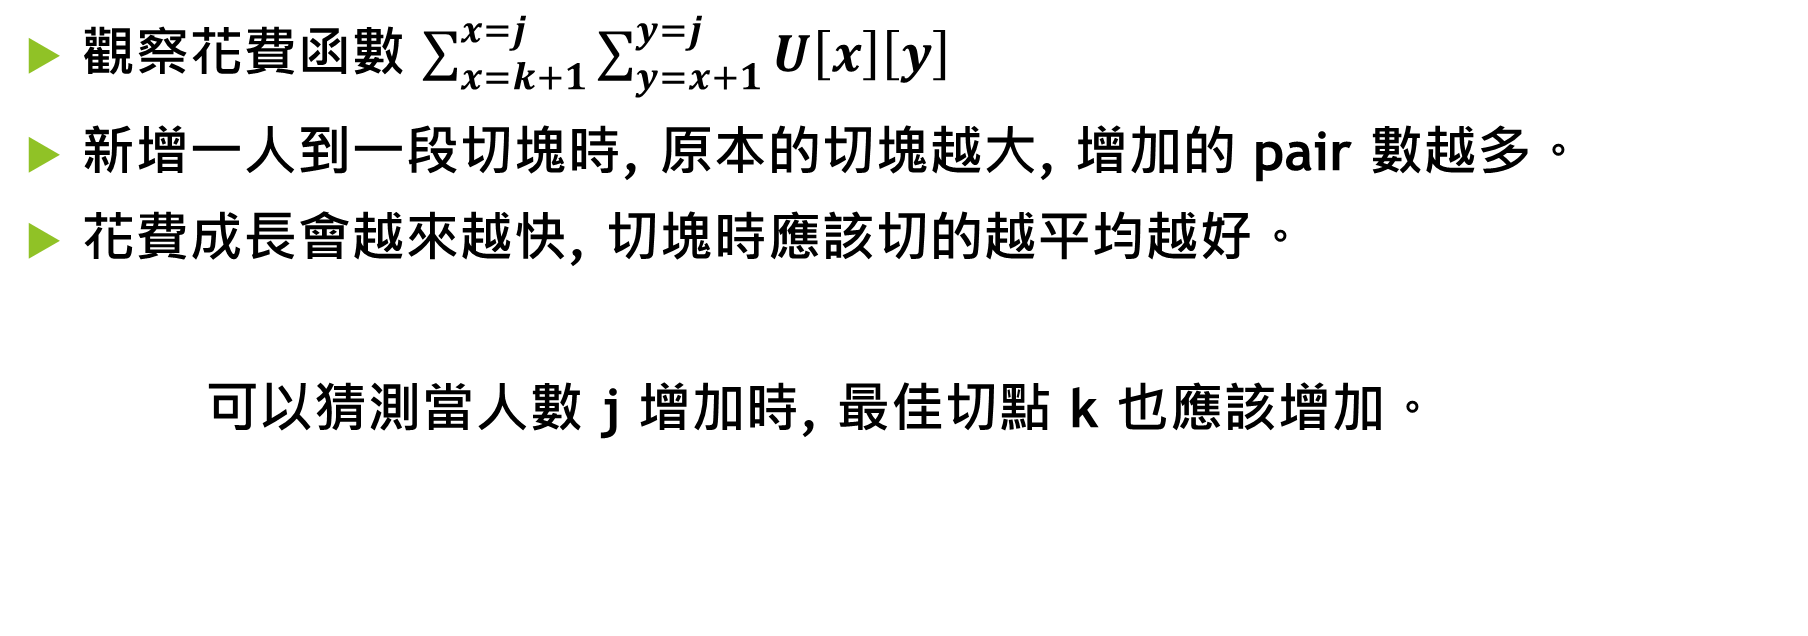 ▶ 觀察花費函數 $\sum_{x=k+1}^{x=j} \sum_{y=x+1}^{y=j} U[x][y]$
▶ 新增一人到一段切塊時, 原本的切塊越大, 增加的 pair 數越多。
▶ 花費成長會越來越快, 切塊時應該切的越平均越好。
可以猜測當人數 j 增加時, 最佳切點 k 也應該增加。